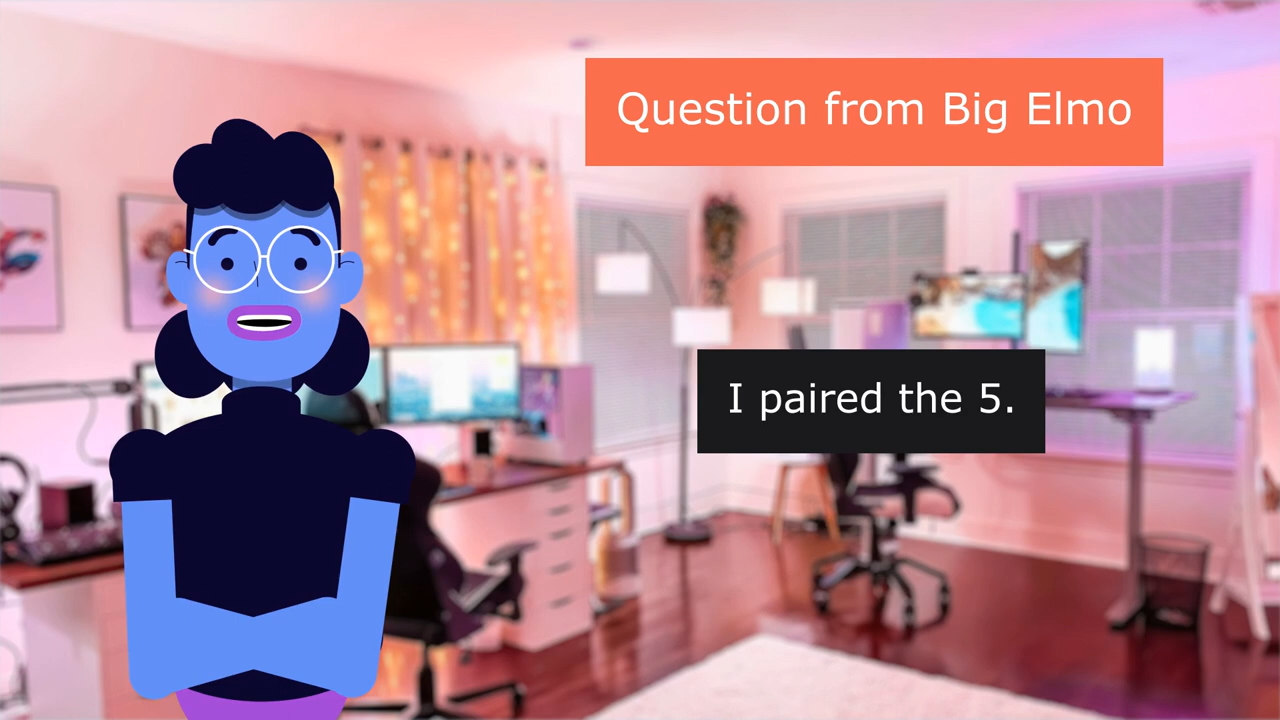 Question from Big Elmo
I paired the 5.